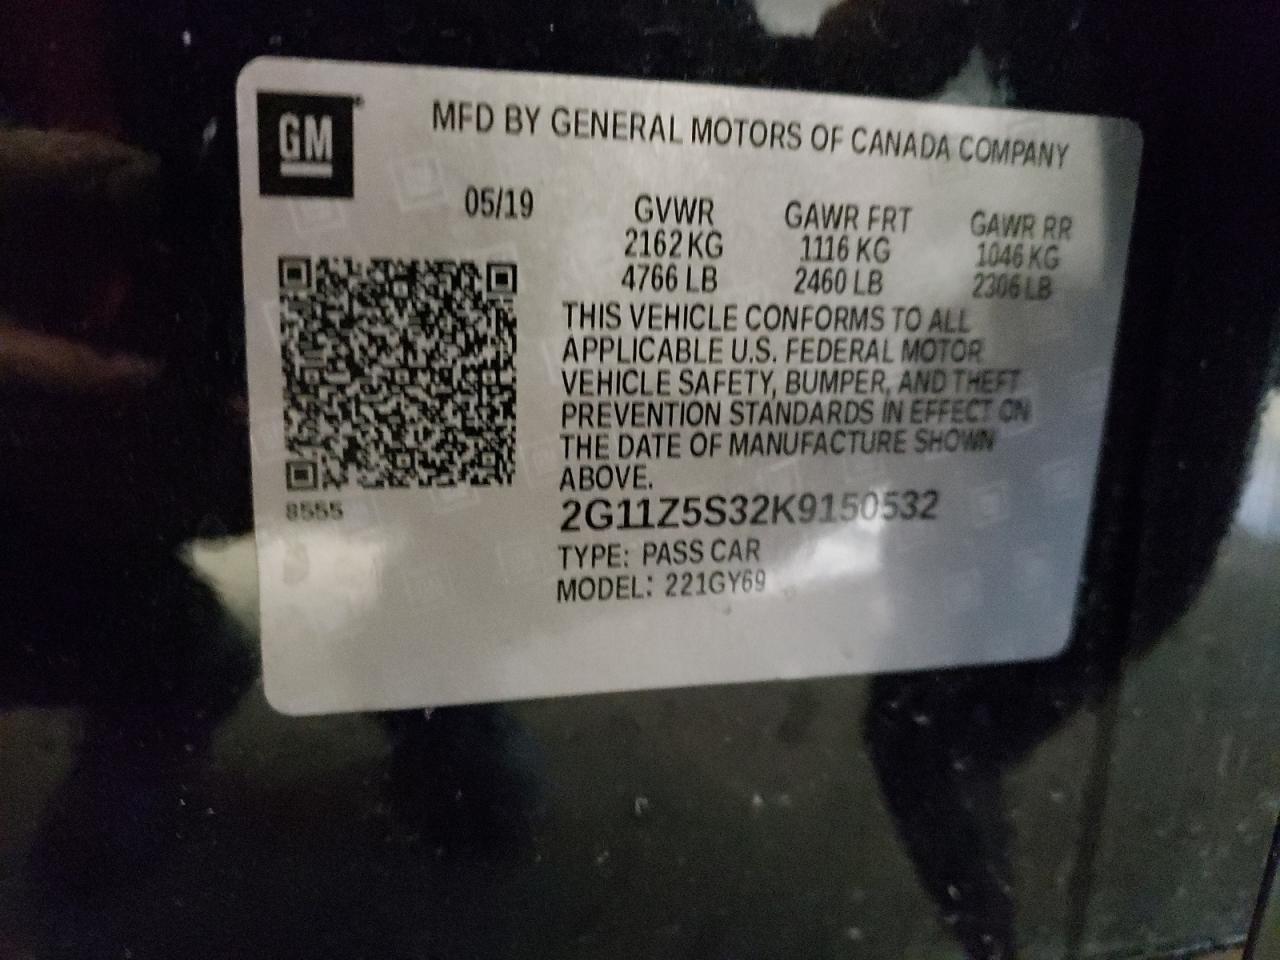 GM
MFD BY GENERAL MOTORS OF CANADA COMPANY
05/19
GVWR GAWR FRT GAWR RR
2162 KG 1116 KG 1046 KG
4766 LB 2460 LB 2306 LB
THIS VEHICLE CONFORMS TO ALL
APPLICABLE U.S. FEDERAL MOTOR
VEHICLE SAFETY, BUMPER, AND THEFT
PREVENTION STANDARDS IN EFFECT ON
THE DATE OF MANUFACTURE SHOWN
ABOVE.
8555
2G11Z5S32K9150532
TYPE: PASS CAR
MODEL: 221GY69